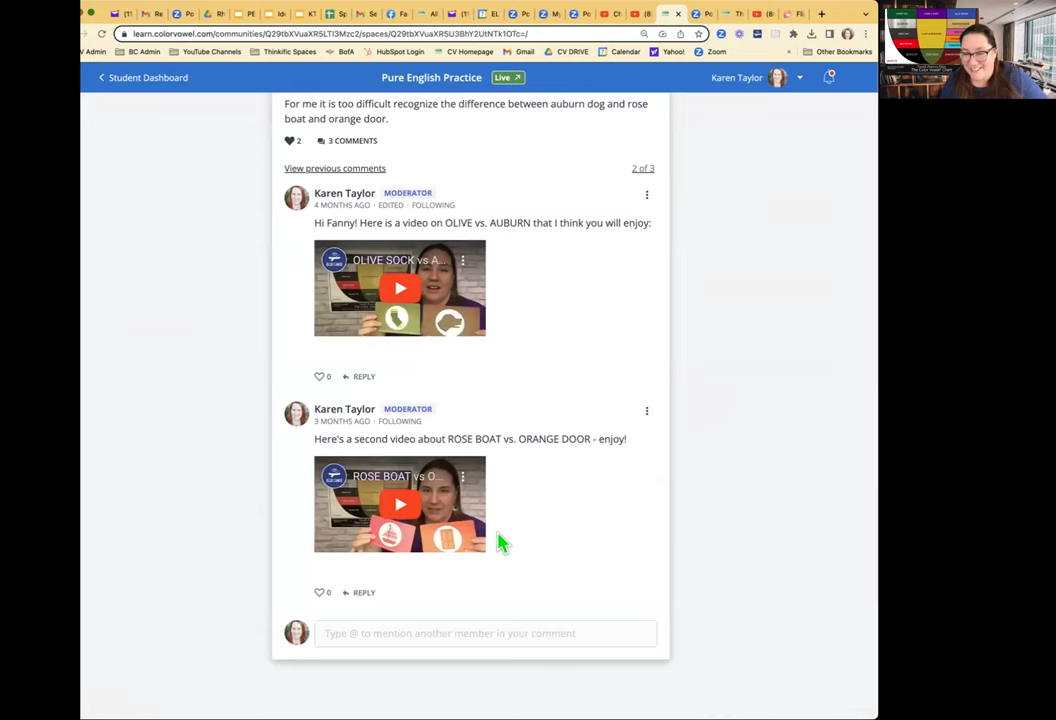 learn.colorvowel.com/communities/Q29tbXVuaXR5LTI3Mzc2/spaces/Q29tbXVuaXR5U3BhY2UtNTk1OTc=/
Admin
BC Admin
YouTube Channels
Thinkific Spaces
BofA
HubSpot Login
CV Homepage
Gmail
CV DRIVE
Calendar
Yahoo!
Zoom
Other Bookmarks
Student Dashboard
Pure English Practice
Live
Karen Taylor
For me it is too difficult recognize the difference between auburn dog and rose
boat and orange door.
2
3 COMMENTS
View previous comments
2 of 3
Karen Taylor MODERATOR
4 MONTHS AGO · EDITED · FOLLOWING
Hi Fanny! Here is a video on OLIVE vs. AUBURN that I think you will enjoy:
OLIVE SOCK vs A...
0 REPLY
Karen Taylor MODERATOR
3 MONTHS AGO · FOLLOWING
Here's a second video about ROSE BOAT vs. ORANGE DOOR - enjoy!
ROSE BOAT vs O...
0 REPLY
Type @ to mention another member in your comment